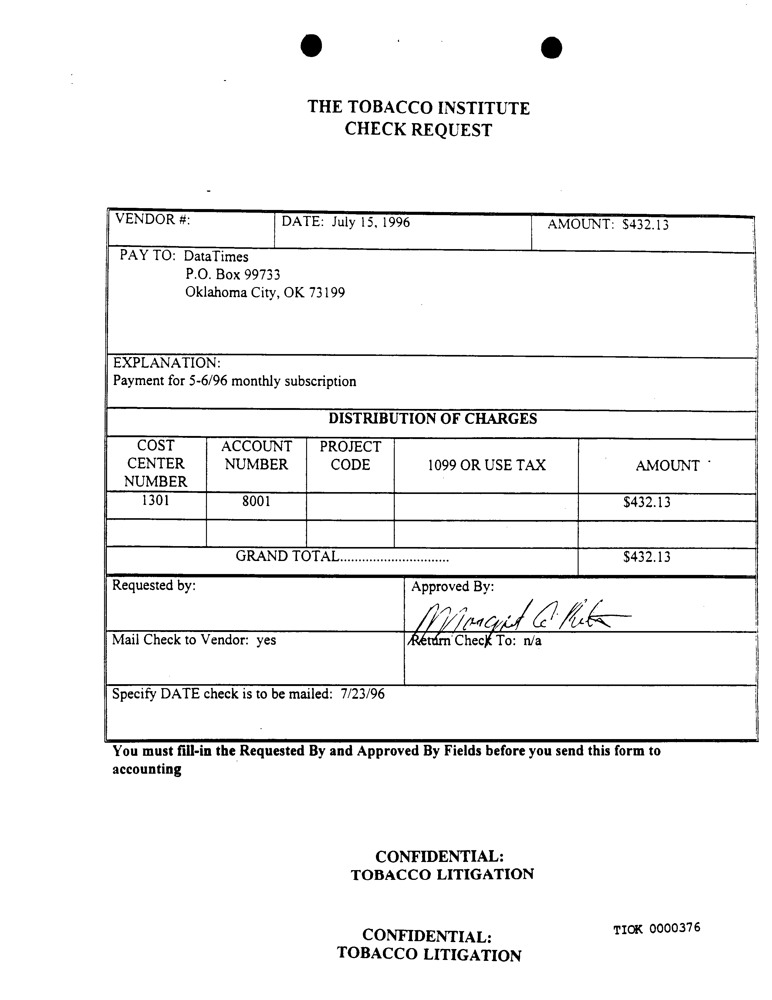 THE TOBACCO INSTITUTE
CHECK REQUEST
VENDOR #:
DATE: July 15, 1996
AMOUNT: $432.13
PAY TO: DataTimes
P.O. Box 99733
Oklahoma City, OK 73199
EXPLANATION:
Payment for 5-6/96 monthly subscription
DISTRIBUTION OF CHARGES
COST CENTER NUMBER
ACCOUNT NUMBER
PROJECT CODE
1099 OR USE TAX
AMOUNT
1301
8001
$432.13
GRAND TOTAL..............................
$432.13
Requested by:
Approved By:
Mail Check to Vendor: yes
Return Check To: n/a
Specify DATE check is to be mailed: 7/23/96
You must fill-in the Requested By and Approved By Fields before you send this form to
accounting
CONFIDENTIAL:
TOBACCO LITIGATION
TIOK 0000376
CONFIDENTIAL:
TOBACCO LITIGATION